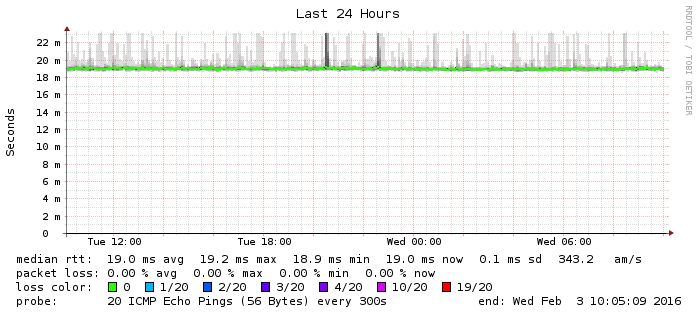 Last 24 Hours
RRDTOOL / TOBI OETIKER
Seconds
22 m
20 m
18 m
16 m
14 m
12 m
10 m
8 m
6 m
4 m
2 m
0
Tue 12:00 Tue 18:00 Wed 00:00 Wed 06:00
median rtt: 19.0 ms avg 19.2 ms max 18.9 ms min 19.0 ms now 0.1 ms sd 343.2 am/s
packet loss: 0.00 % avg 0.00 % max 0.00 % min 0.00 % now
loss color: 0 1/20 2/20 3/20 4/20 10/20 19/20
probe: 20 ICMP Echo Pings (56 Bytes) every 300s end: Wed Feb 3 10:05:09 2016